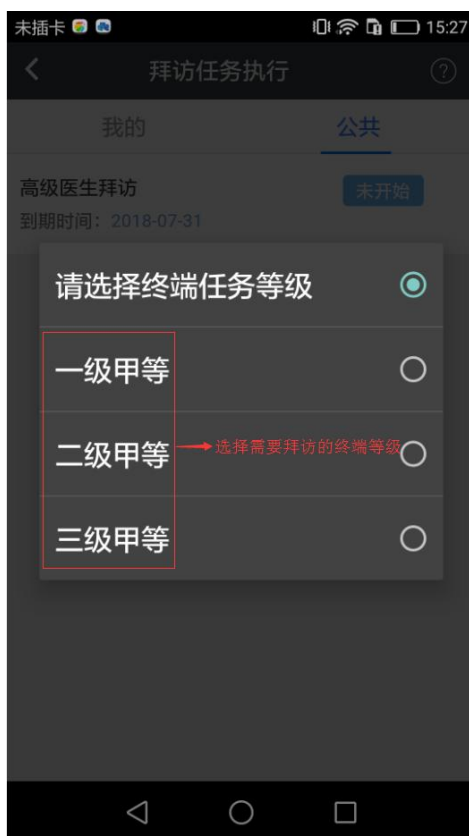 未插卡 15:27
拜访任务执行 ?
我的 公共
高级医生拜访 未开始
到期时间：2018-07-31
请选择终端任务等级
一级甲等
二级甲等 选择需要拜访的终端等级
三级甲等